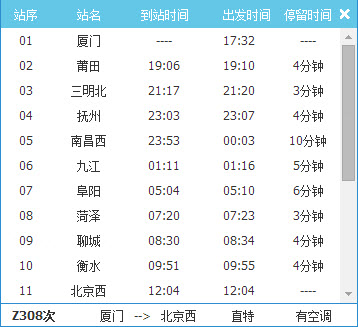 站序 站名 到站时间 出发时间 停留时间 ×
01 厦门 ---- 17:32 ----
02 莆田 19:06 19:10 4分钟
03 三明北 21:17 21:20 3分钟
04 抚州 23:03 23:07 4分钟
05 南昌西 23:53 00:03 10分钟
06 九江 01:11 01:16 5分钟
07 阜阳 05:04 05:10 6分钟
08 菏泽 07:20 07:23 3分钟
09 聊城 08:30 08:34 4分钟
10 衡水 09:51 09:55 4分钟
11 北京西 12:04 12:04 ----
Z308次 厦门 --> 北京西 直特 有空调